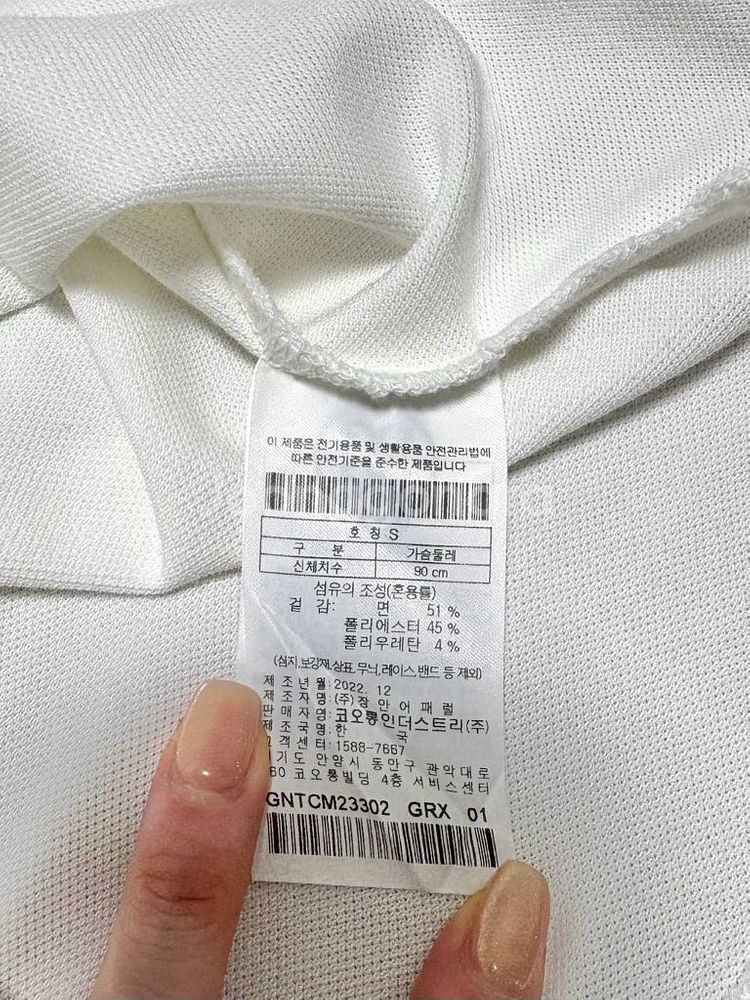 이 제품은 전기용품 및 생활용품 안전관리법에
따른 안전기준을 준수한 제품입니다
호 칭 S
구 분 가슴둘레
신체치수 90 cm
섬유의 조성(혼용률)
겉 감: 면 51 %
폴리에스터 45 %
폴리우레탄 4 %
(심지,보강재,상표,무늬,레이스,밴드 등 제외)
제조년월:2022. 12
제조자명:(주)장 안 어 패 럴
판매자명:코오롱인더스트리(주)
제조국명:한 국
고객센터:1588-7667
기도 안양시 동안구 관악대로
60 코오롱빌딩 4층 서비스센터
GNTCM23302 GRX 01